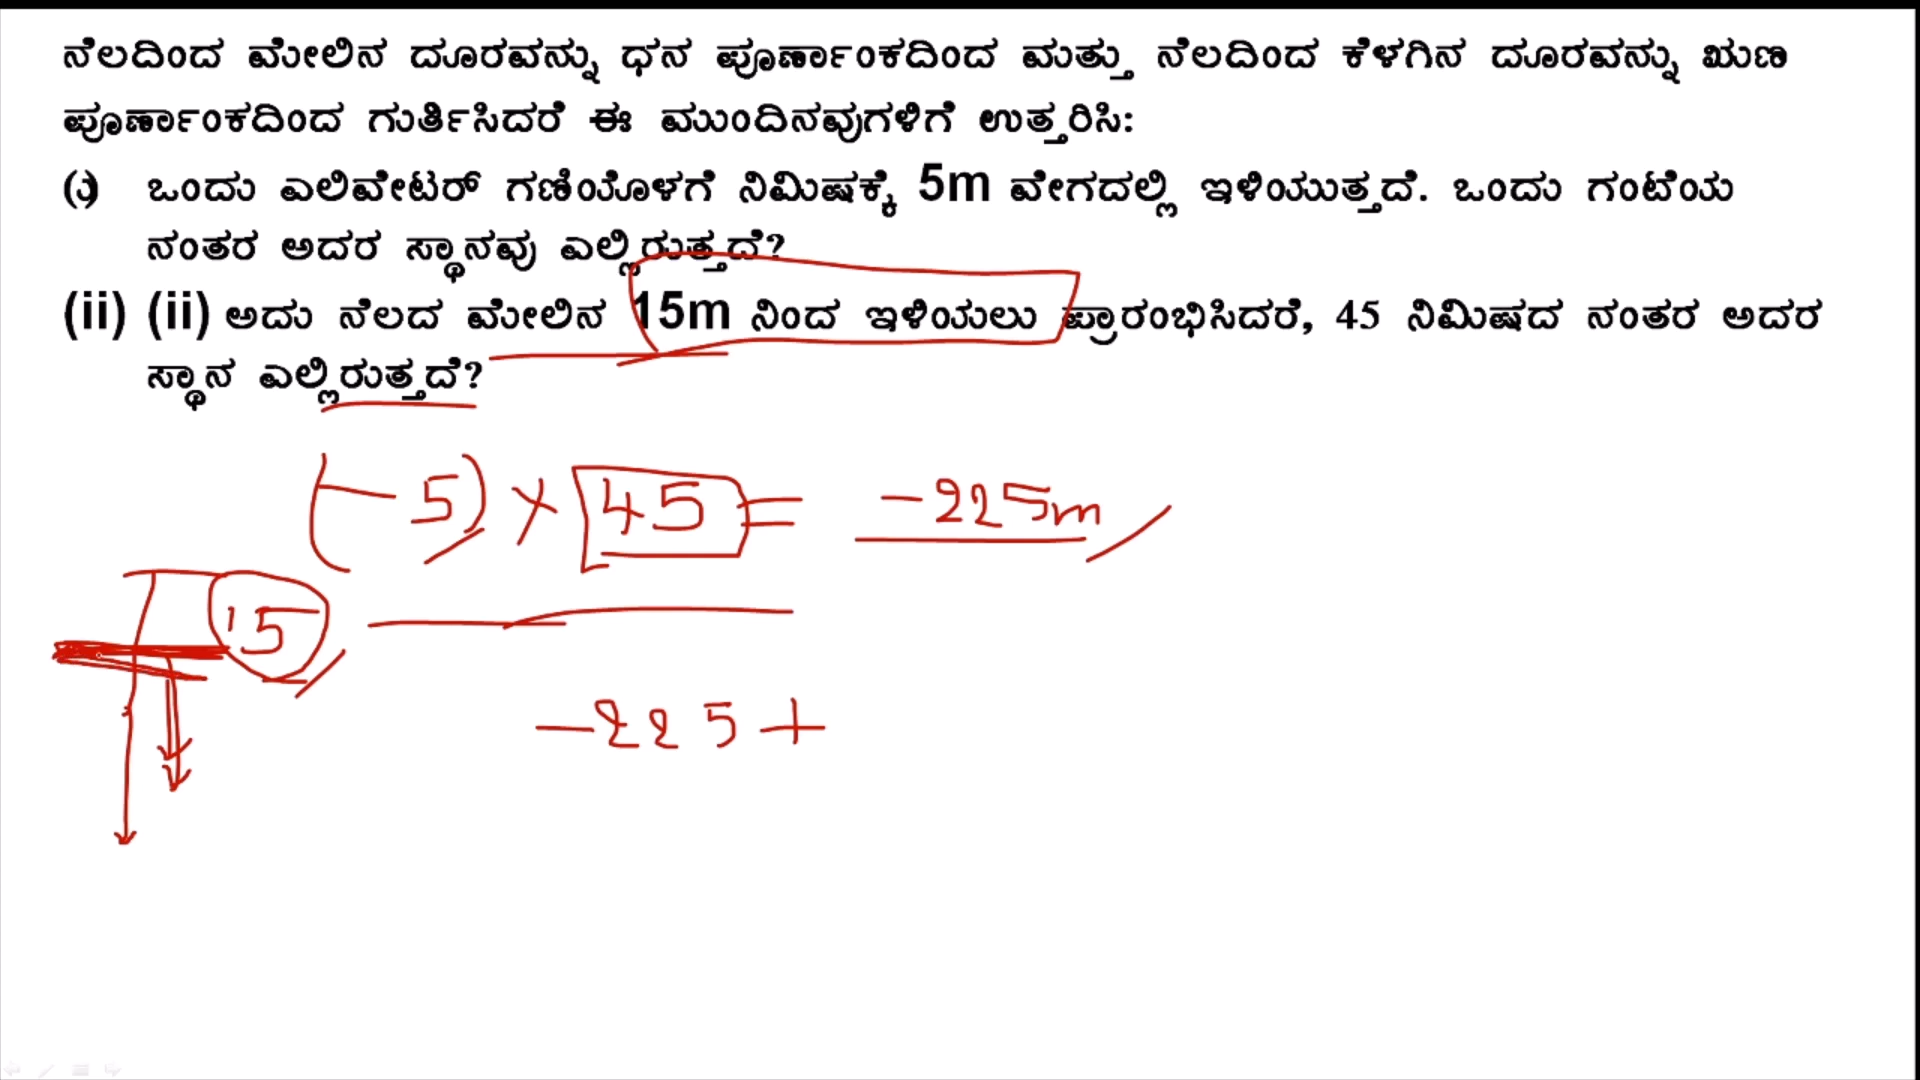 ನೆಲದಿಂದ ಮೇಲಿನ ದೂರವನ್ನು ಧನ ಪೂರ್ಣಾಂಕದಿಂದ ಮತ್ತು ನೆಲದಿಂದ ಕೆಳಗಿನ ದೂರವನ್ನು ಋಣ
ಪೂರ್ಣಾಂಕದಿಂದ ಗುರ್ತಿಸಿದರೆ ಈ ಮುಂದಿನವುಗಳಿಗೆ ಉತ್ತರಿಸಿ:
ಒಂದು ಎಲಿವೇಟರ್ ಗಣಿಯೊಳಗೆ ನಿಮಿಷಕ್ಕೆ 5m ವೇಗದಲ್ಲಿ ಇಳಿಯುತ್ತದೆ. ಒಂದು ಗಂಟೆಯ
ನಂತರ ಅದರ ಸ್ಥಾನವು ಎಲ್ಲಿರುತ್ತದೆ?
(ii) (ii) ಅದು ನೆಲದ ಮೇಲಿನ 15m ನಿಂದ ಇಳಿಯಲು ಪ್ರಾರಂಭಿಸಿದರೆ, 45 ನಿಮಿಷದ ನಂತರ ಅದರ
ಸ್ಥಾನ ಎಲ್ಲಿರುತ್ತದೆ?
(-5) × 45 = -225m
15
-225 +